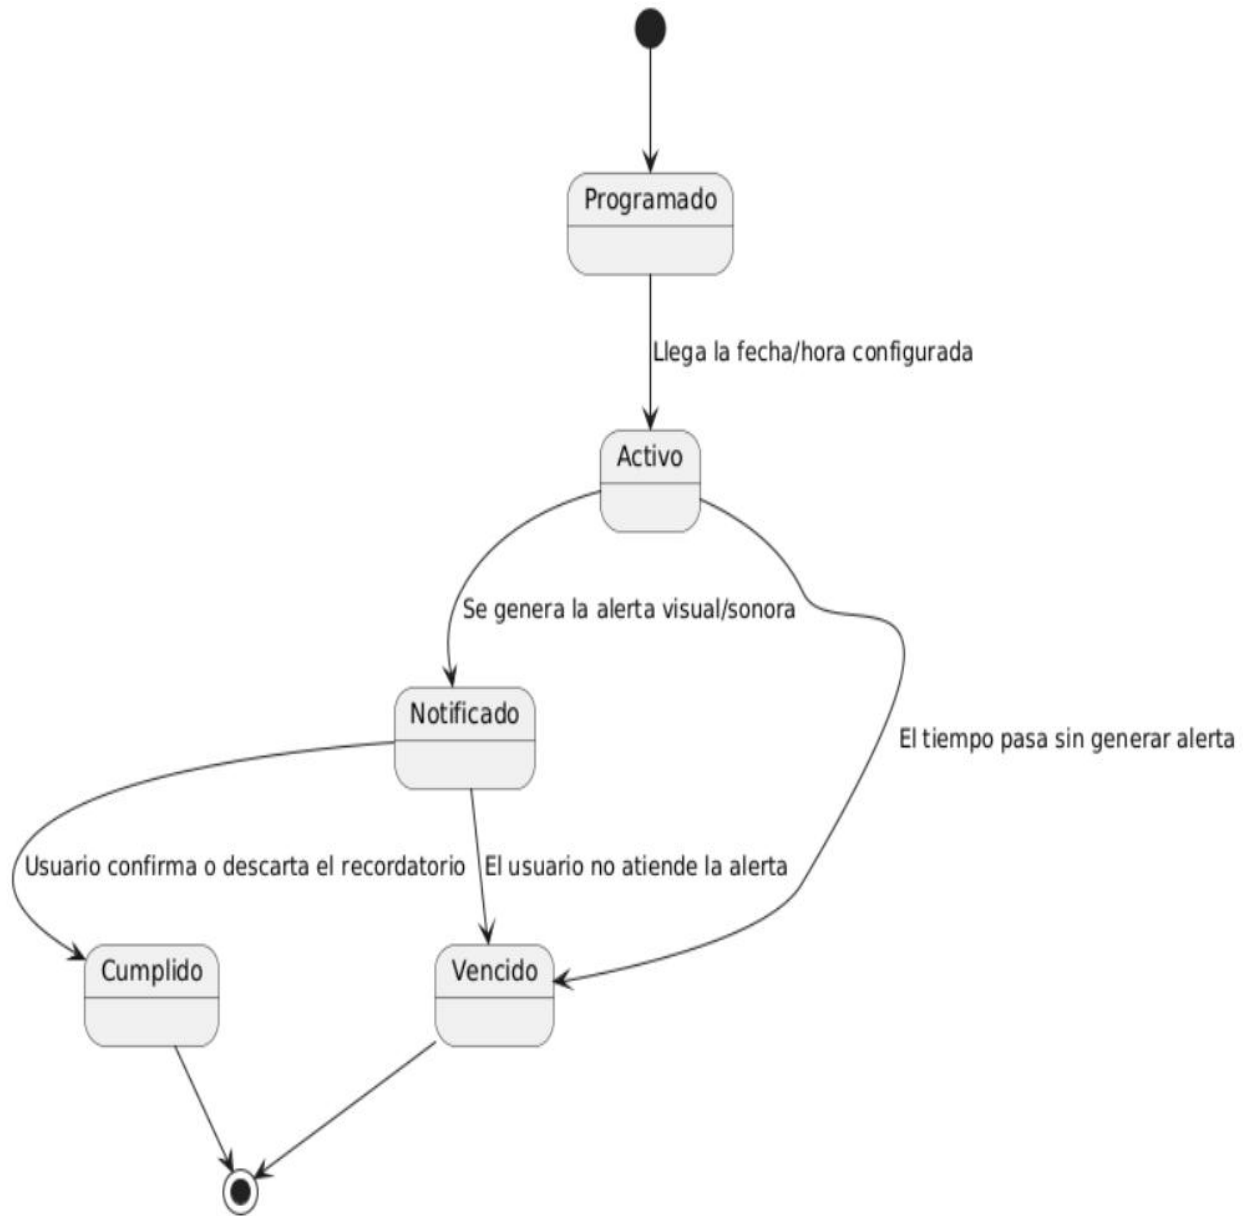 Programado
Llega la fecha/hora configurada
Activo
Se genera la alerta visual/sonora
Notificado
El tiempo pasa sin generar alerta
Usuario confirma o descarta el recordatorio
El usuario no atiende la alerta
Cumplido
Vencido